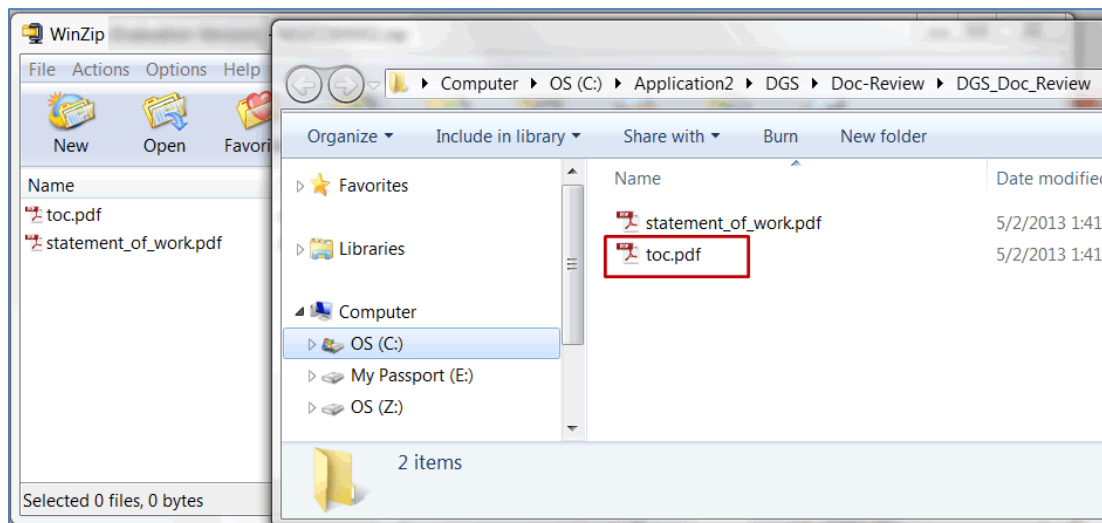 WinZip
File Actions Options Help
New Open Favori
Name
toc.pdf
statement_of_work.pdf
Selected 0 files, 0 bytes
Computer OS (C:) Application2 DGS Doc-Review DGS_Doc_Review
Organize Include in library Share with Burn New folder
Favorites
Libraries
Computer
OS (C:)
My Passport (E:)
OS (Z:)
Name Date modified
statement_of_work.pdf 5/2/2013 1:41
toc.pdf 5/2/2013 1:41
2 items